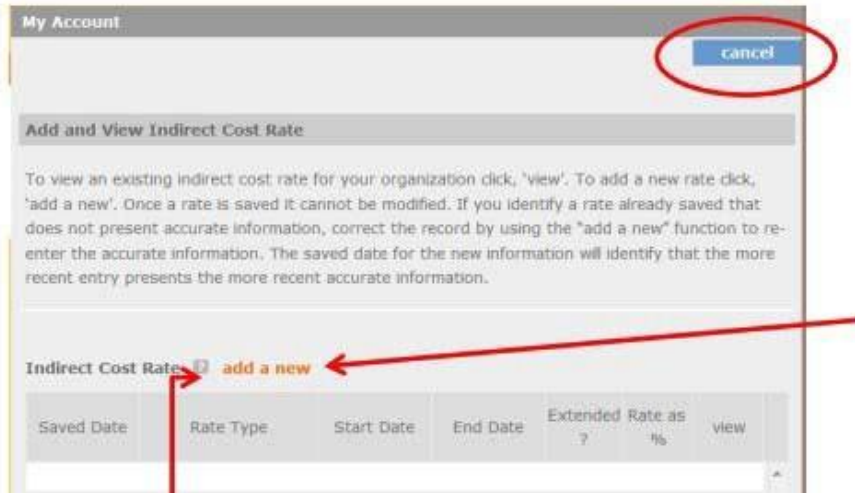 My Account
cancel
Add and View Indirect Cost Rate
To view an existing indirect cost rate for your organization click, 'view'. To add a new rate click,
'add a new'. Once a rate is saved it cannot be modified. If you identify a rate already saved that
does not present accurate information, correct the record by using the "add a new" function to re-
enter the accurate information. The saved date for the new information will identify that the more
recent entry presents the more recent accurate information.
Indirect Cost Rate ? add a new
Saved Date Rate Type Start Date End Date Extended ? Rate as % view